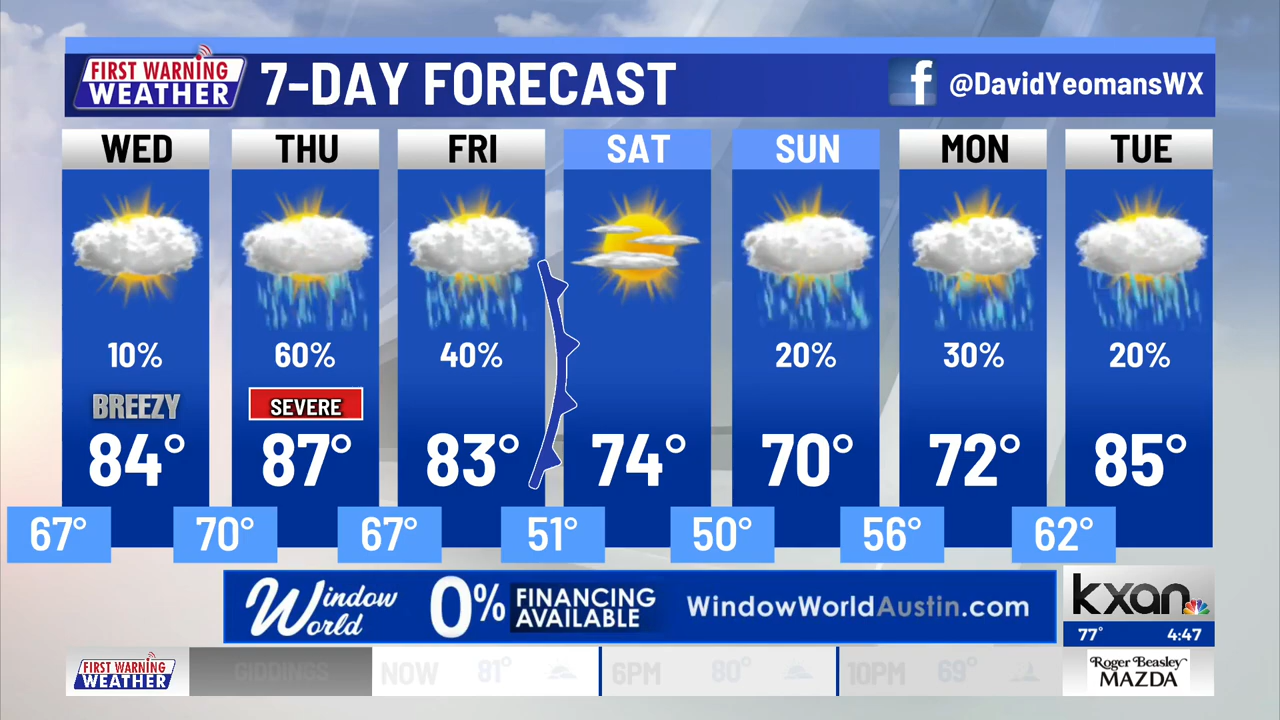 FIRST WARNING
WEATHER
7-DAY FORECAST
f @DavidYeomansWX
WED THU FRI SAT SUN MON TUE
10% 60% 40% 20% 30% 20%
BREEZY SEVERE
84° 87° 83° 74° 70° 72° 85°
67° 70° 67° 51° 50° 56° 62°
Window World
0% FINANCING AVAILABLE
WindowWorldAustin.com
kxan
77° 4:47
FIRST WARNING
WEATHER
GIDDINGS NOW 81° 6PM 80° 10PM 69°
Roger Beasley
MAZDA